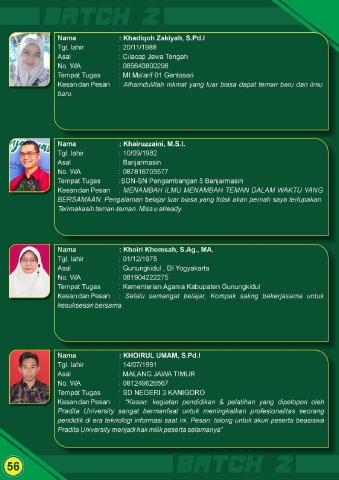 BATCH 2
Nama : Khadiqoh Zakiyah, S.Pd.I
Tgl. lahir : 20/11/1988
Asal : Cilacap Jawa Tengah
No. WA : 085643800298
Tempat Tugas : MI Ma'arif 01 Gentasari
Kesan dan Pesan : Alhamdulillah nikmat yang luar biasa dapat teman baru dan ilmu
baru.
Nama : Khairuzzaini, M.S.I.
Tgl. lahir : 10/09/1982
Asal : Banjarmasin
No. WA : 087816705577
Tempat Tugas : SDN-SN Pengambangan 5 Banjarmasin
Kesan dan Pesan : MENAMBAH ILMU MENAMBAH TEMAN DALAM WAKTU YANG
BERSAMAAN. Pengalaman belajar luar biasa yang tidak akan pernah saya terlupakan.
Terimakasih teman-teman. Miss u already.
Nama : Khoiri Khomsah, S.Ag., MA.
Tgl. lahir : 01/12/1975
Asal : Gunungkidul , DI Yogyakarta
No. WA : 081904222275
Tempat Tugas : Kementerian Agama Kabupaten Gunungkidul
Kesan dan Pesan : Selalu semangat belajar, Kompak saling bekerjasama untuk
kesuksesan bersama.
Nama : KHOIRUL UMAM, S.Pd.I
Tgl. lahir : 14/07/1991
Asal : MALANG JAWA TIMUR
No. WA : 081249626567
Tempat Tugas : SD NEGERI 3 KANIGORO
Kesan dan Pesan : "Kesan: kegiatan pendidikan & pelatihan yang dipelopori oleh
Pradita University sangat bermanfaat untuk meningkatkan profesionalitas seorang
pendidik di era teknologi informasi saat ini. Pesan: tolong untuk akun peserta beasiswa
Pradita University menjadi hak milik peserta selamanya"
56
BATCH 2